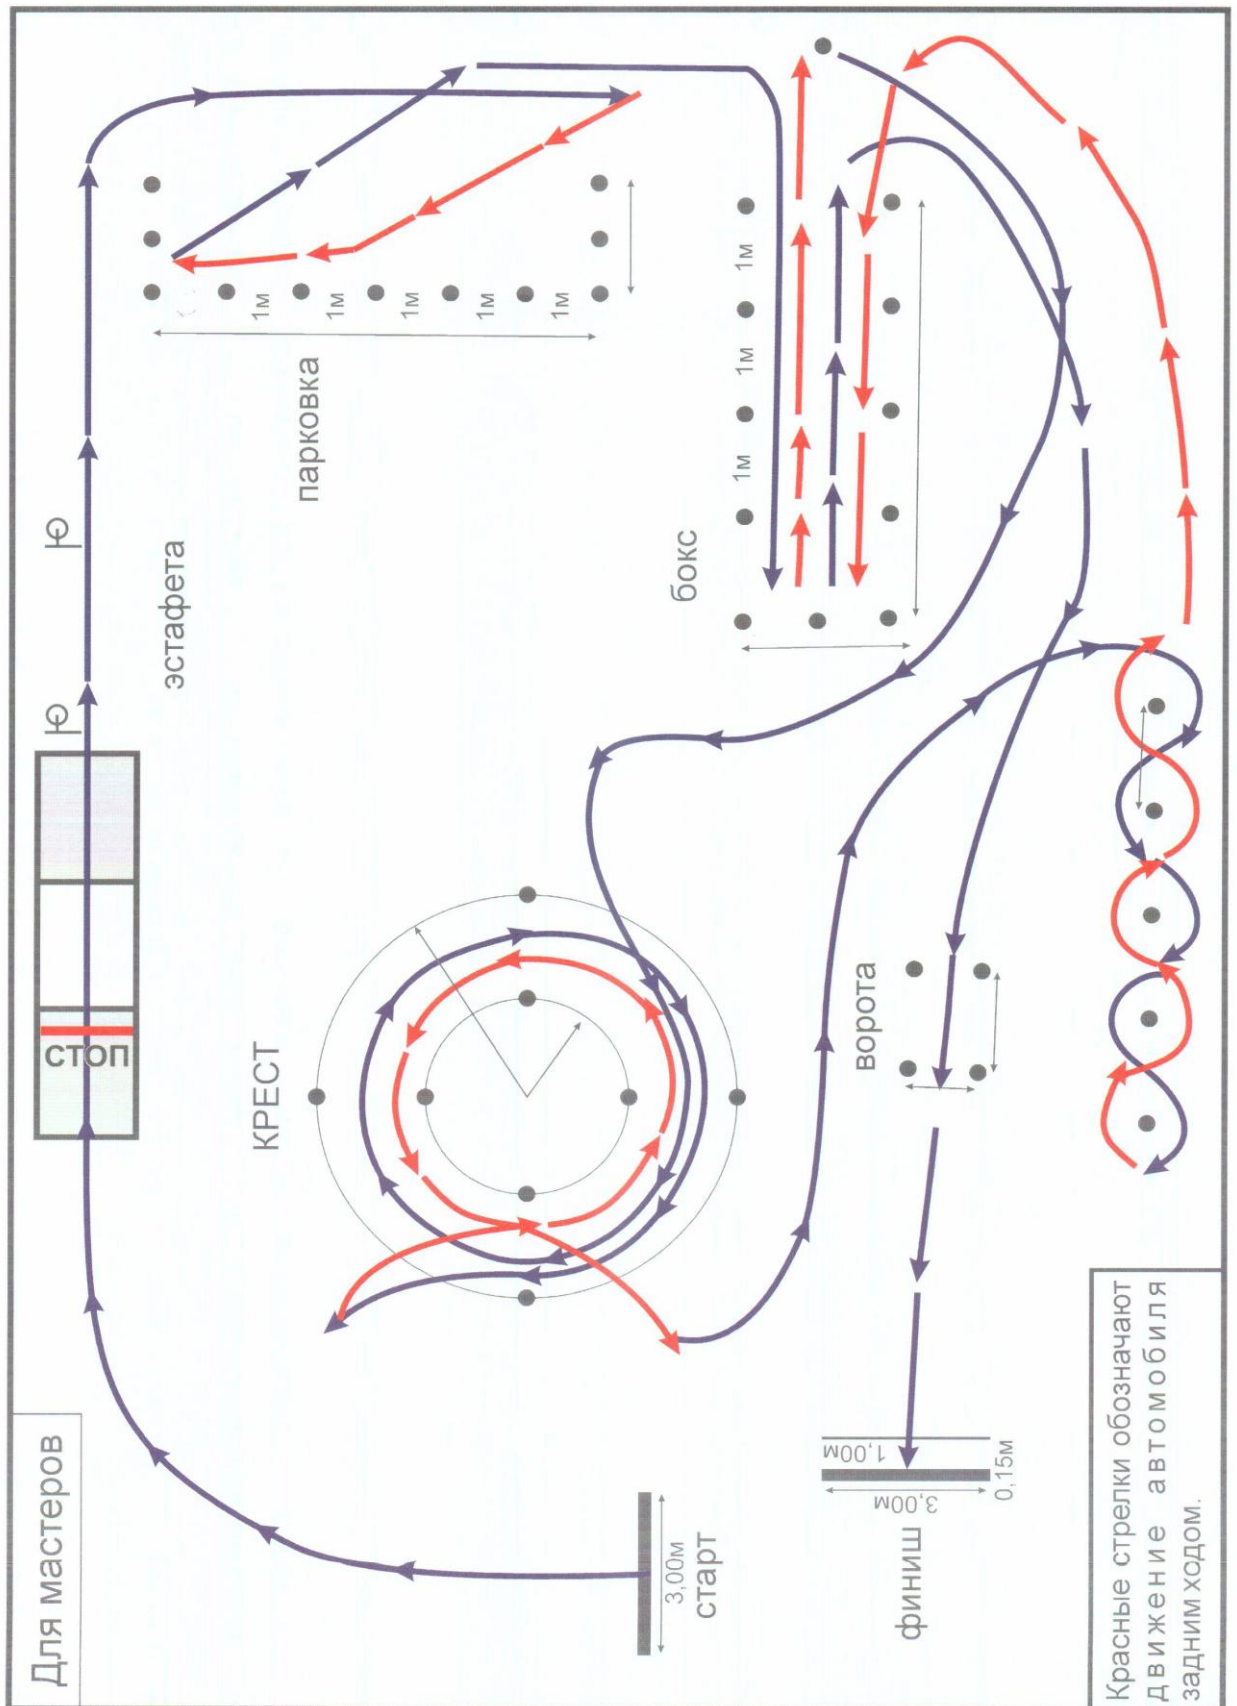 Для мастеров
СТОП
эстафета
парковка
1м
1м
1м
1м
1м
бокс
1м
1м
1м
КРЕСТ
ворота
3,00м
старт
финиш
3,00м
1,00м
0,15м
Красные стрелки обозначают
движение автомобиля
задним ходом.